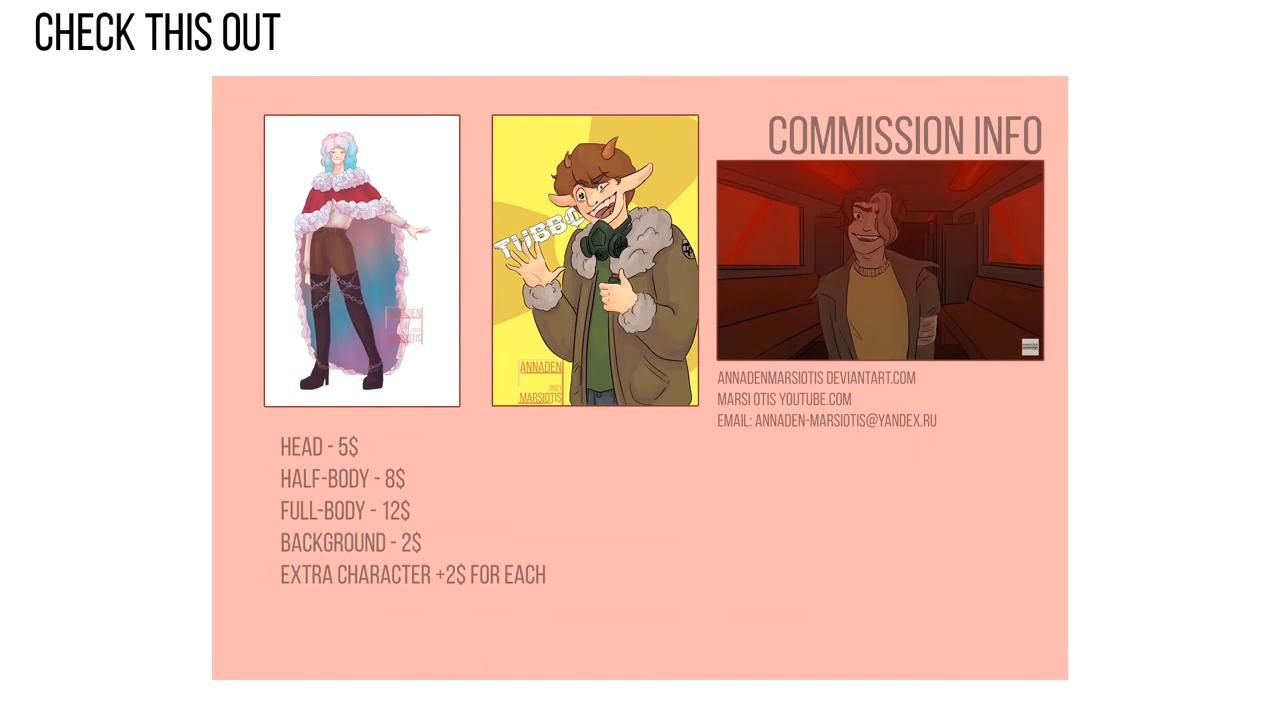 CHECK THIS OUT
COMMISSION INFO
TUBBO
ANNADEN
2021
MARSIOTIS
ANNADENMARSIOTIS DEVIANTART.COM
MARSI OTIS YOUTUBE.COM
EMAIL: ANNADEN-MARSIOTIS@YANDEX.RU
HEAD - 5$
HALF-BODY - 8$
FULL-BODY - 12$
BACKGROUND - 2$
EXTRA CHARACTER +2$ FOR EACH